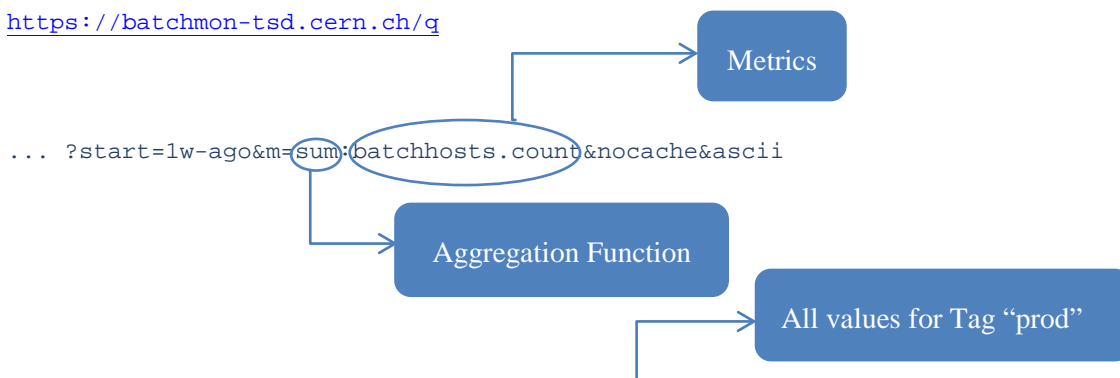 https://batchmon-tsd.cern.ch/q
Metrics
... ?start=1w-ago&m=sum:batchhosts.count&nocache&ascii
Aggregation Function
All values for Tag “prod”